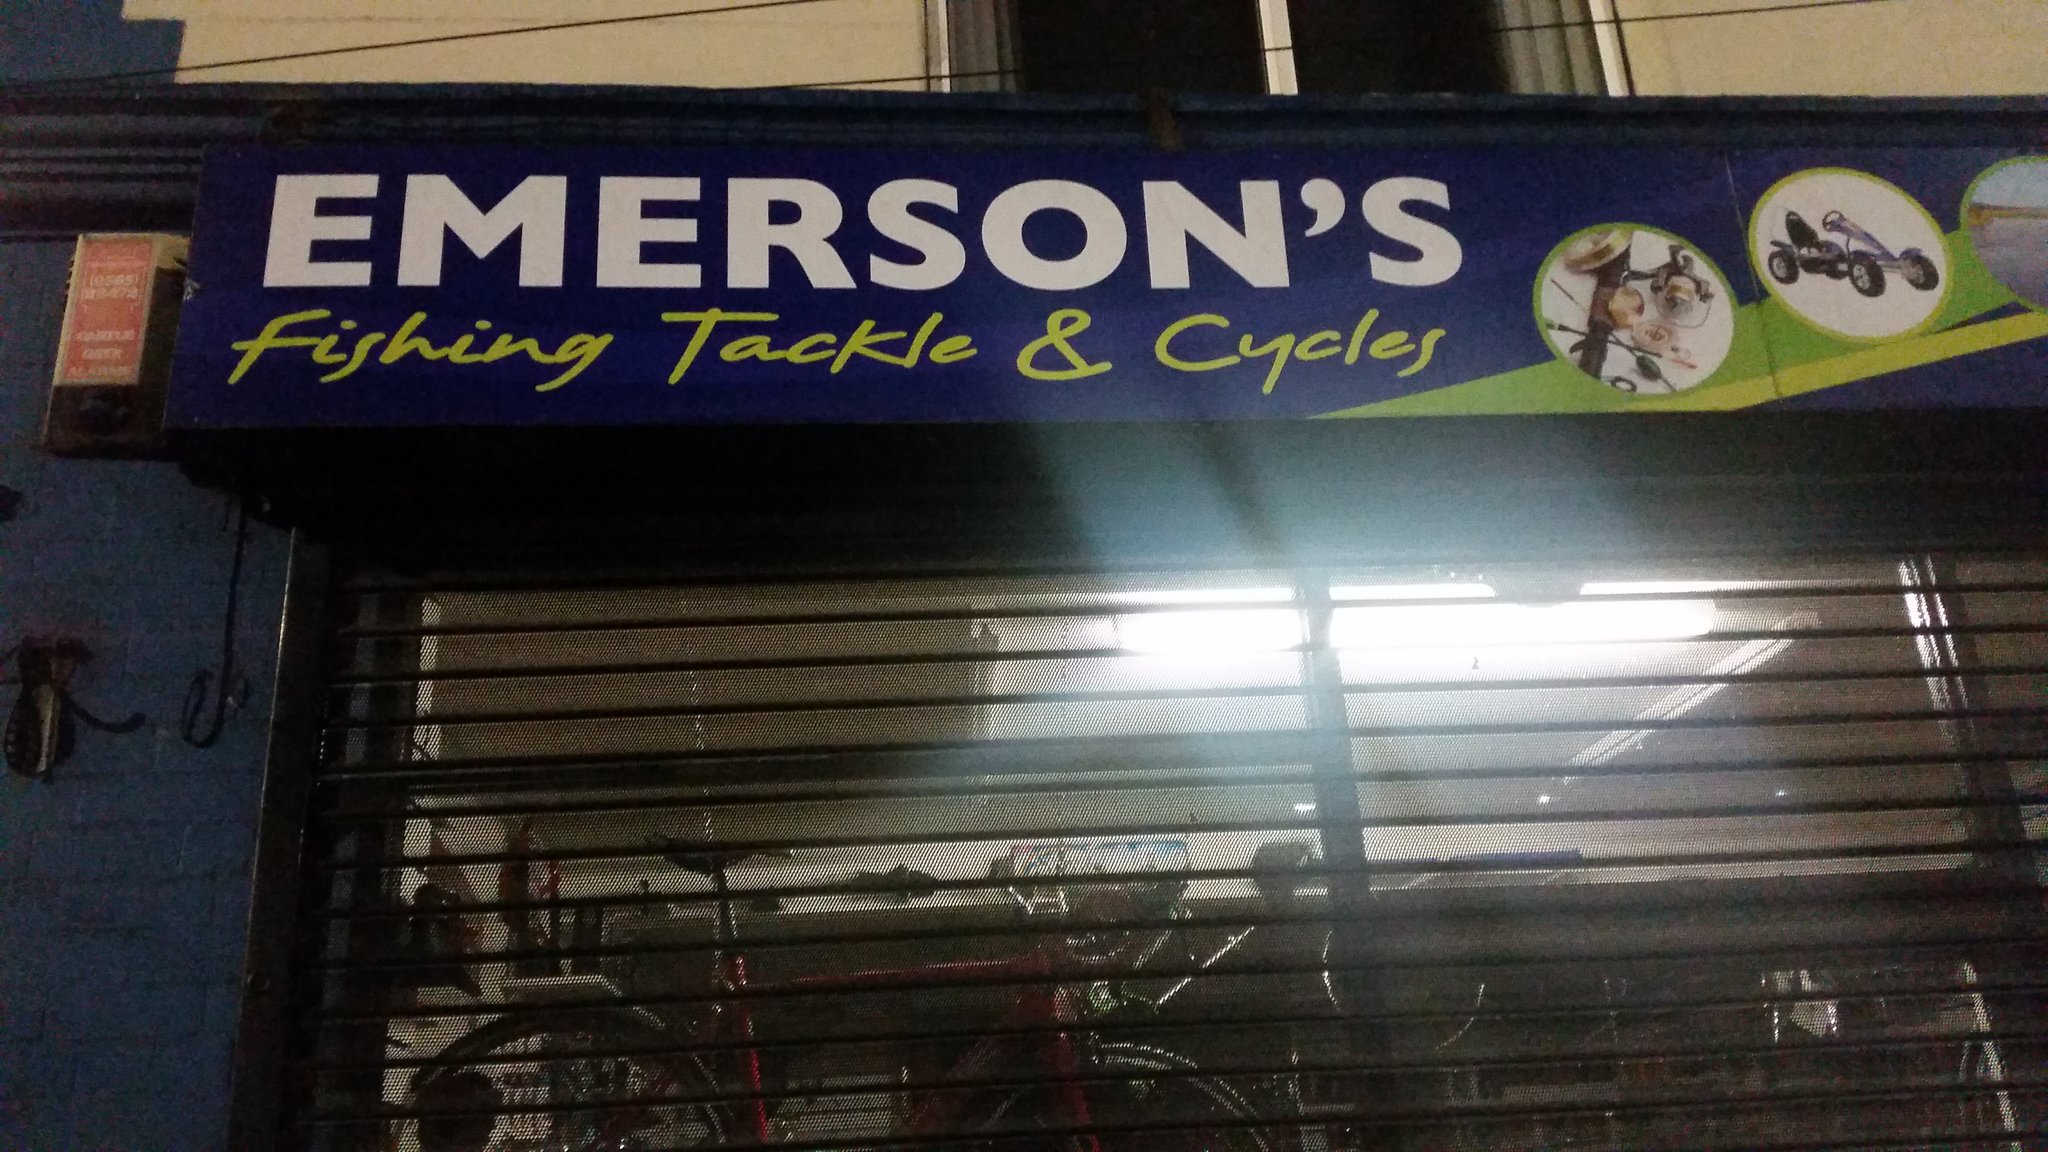 EMERSON'S
Fishing Tackle & Cycles